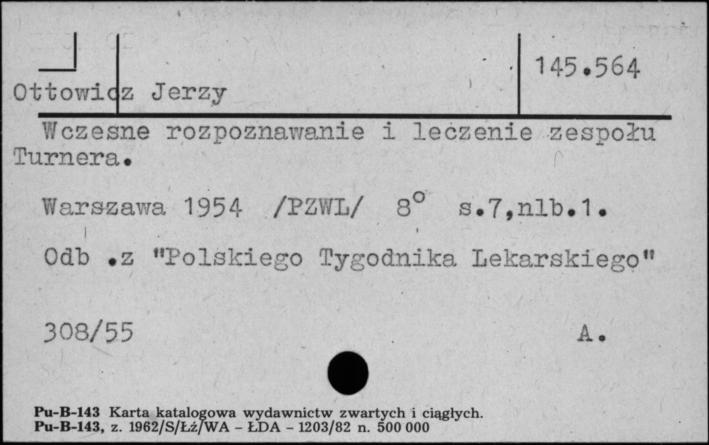 145.564
Ottowicz Jerzy
Wczesne rozpoznawanie i leczenie zespołu
Turnera.
Warszawa 1954 /PZWL/ 8° s.7,nlb.1.
Odb .z "Polskiego Tygodnika Lekarskiego"
308/55 A.
Pu-B-143 Karta katalogowa wydawnictw zwartych i ciągłych.
Pu-B-143, z. 1962/S/Łź/WA – ŁDA – 1203/82 n. 500 000